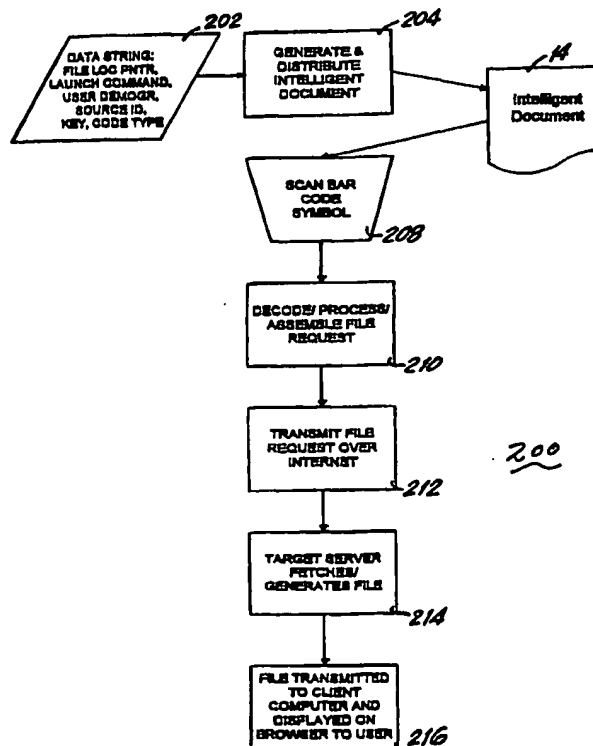 202
DATA STRING:
FILE LOC PNTR,
LAUNCH COMMAND,
USER DEMOGR,
SOURCE ID,
KEY, CODE TYPE
204
GENERATE &
DISTRIBUTE
INTELLIGENT
DOCUMENT
14
Intelligent
Document
SCAN BAR
CODE
SYMBOL
208
DECODE/ PROCESS/
ASSEMBLE FILE
REQUEST
210
TRANSMIT FILE
REQUEST OVER
INTERNET
212
200
TARGET SERVER
FETCHES/
GENERATES FILE
214
FILE TRANSMITTED
TO CLIENT
COMPUTER AND
DISPLAYED ON
BROWSER TO USER
216